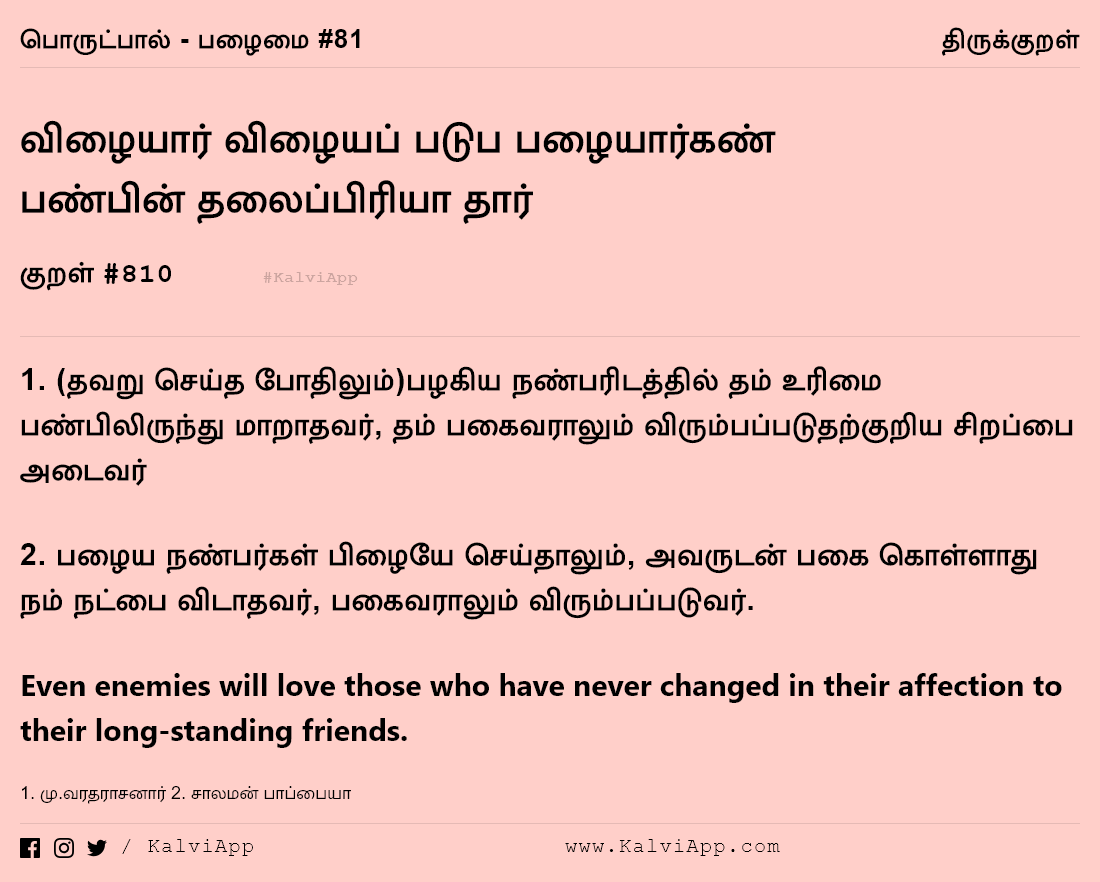 பொருட்பால் - பழைமை #81
திருக்குறள்
விழையார் விழையப் படுப பழையார்கண்
பண்பின் தலைப்பிரியா தார்
குறள் #810
#KalviApp
1. (தவறு செய்த போதிலும்)பழகிய நண்பரிடத்தில் தம் உரிமை
பண்பிலிருந்து மாறாதவர், தம் பகைவராலும் விரும்பப்படுதற்குறிய சிறப்பை
அடைவர்
2. பழைய நண்பர்கள் பிழையே செய்தாலும், அவருடன் பகை கொள்ளாது
நம் நட்பை விடாதவர், பகைவராலும் விரும்பப்படுவர்.
Even enemies will love those who have never changed in their affection to
their long-standing friends.
1. மு.வரதராசனார் 2. சாலமன் பாப்பையா
/ KalviApp
www.KalviApp.com